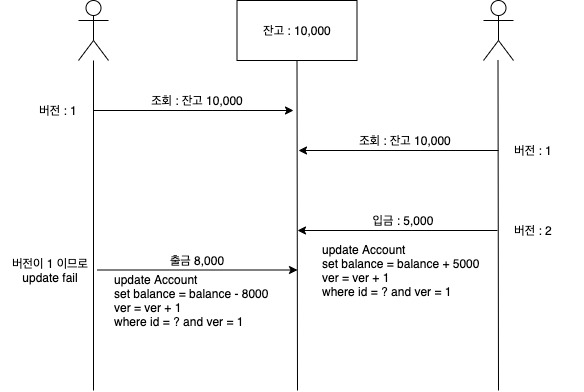 잔고 : 10,000
조회 : 잔고 10,000
버전 : 1
조회 : 잔고 10,000
버전 : 1
입금 : 5,000
버전 : 2
update Account
set balance = balance + 5000
ver = ver + 1
where id = ? and ver = 1
버전이 1 이므로
update fail
출금 8,000
update Account
set balance = balance - 8000
ver = ver + 1
where id = ? and ver = 1